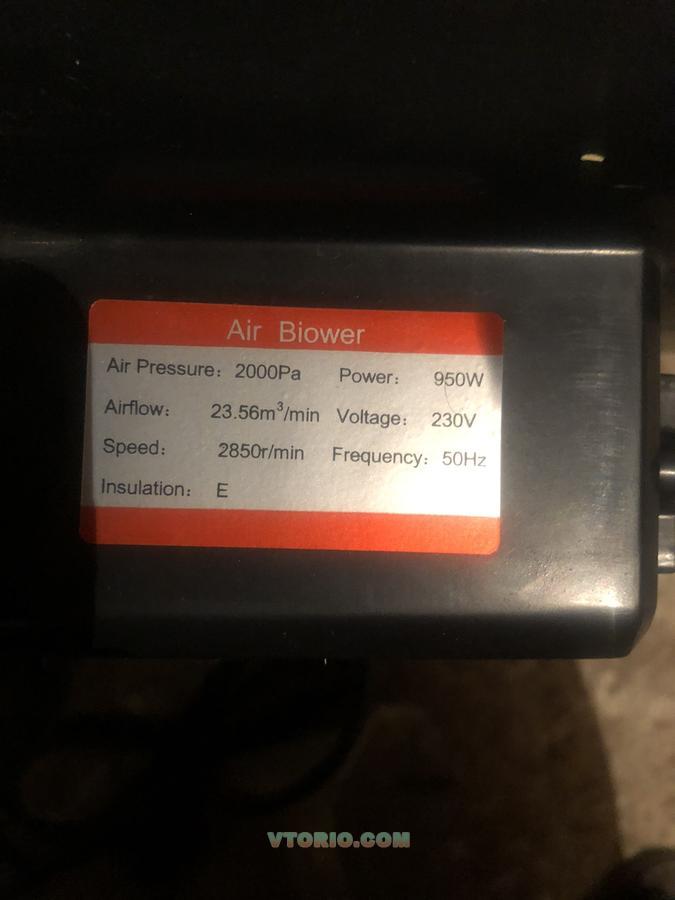 Air Biower
Air Pressure: 2000Pa Power: 950W
Airflow: 23.56m³/min Voltage: 230V
Speed: 2850r/min Frequency: 50Hz
Insulation: E
VTORIO.COM